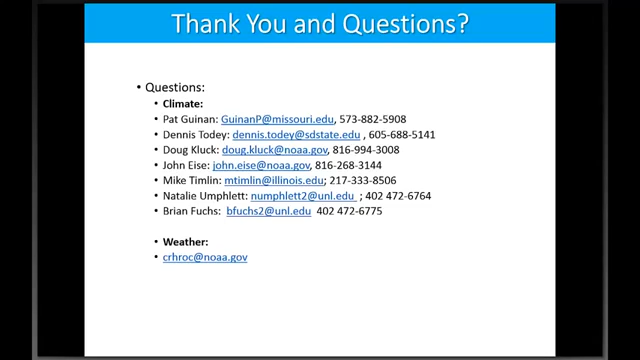 Thank You and Questions?
• Questions:
• Climate:
• Pat Guinan: GuinanP@missouri.edu, 573-882-5908
• Dennis Todey: dennis.todey@sdstate.edu , 605-688-5141
• Doug Kluck: doug.kluck@noaa.gov, 816-994-3008
• John Eise: john.eise@noaa.gov, 816-268-3144
• Mike Timlin: mtimlin@illinois.edu; 217-333-8506
• Natalie Umphlett: numphlett2@unl.edu ; 402 472-6764
• Brian Fuchs: bfuchs2@unl.edu 402 472-6775
• Weather:
• crhroc@noaa.gov